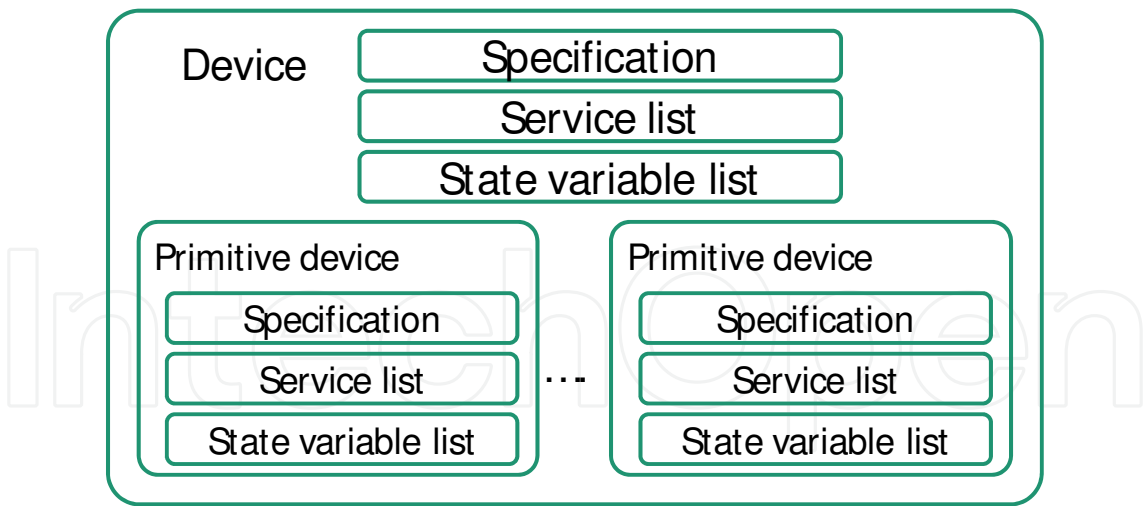 Device
Specification
Service list
State variable list
Primitive device
Specification
Service list
State variable list
....
Primitive device
Specification
Service list
State variable list
IntechOpen